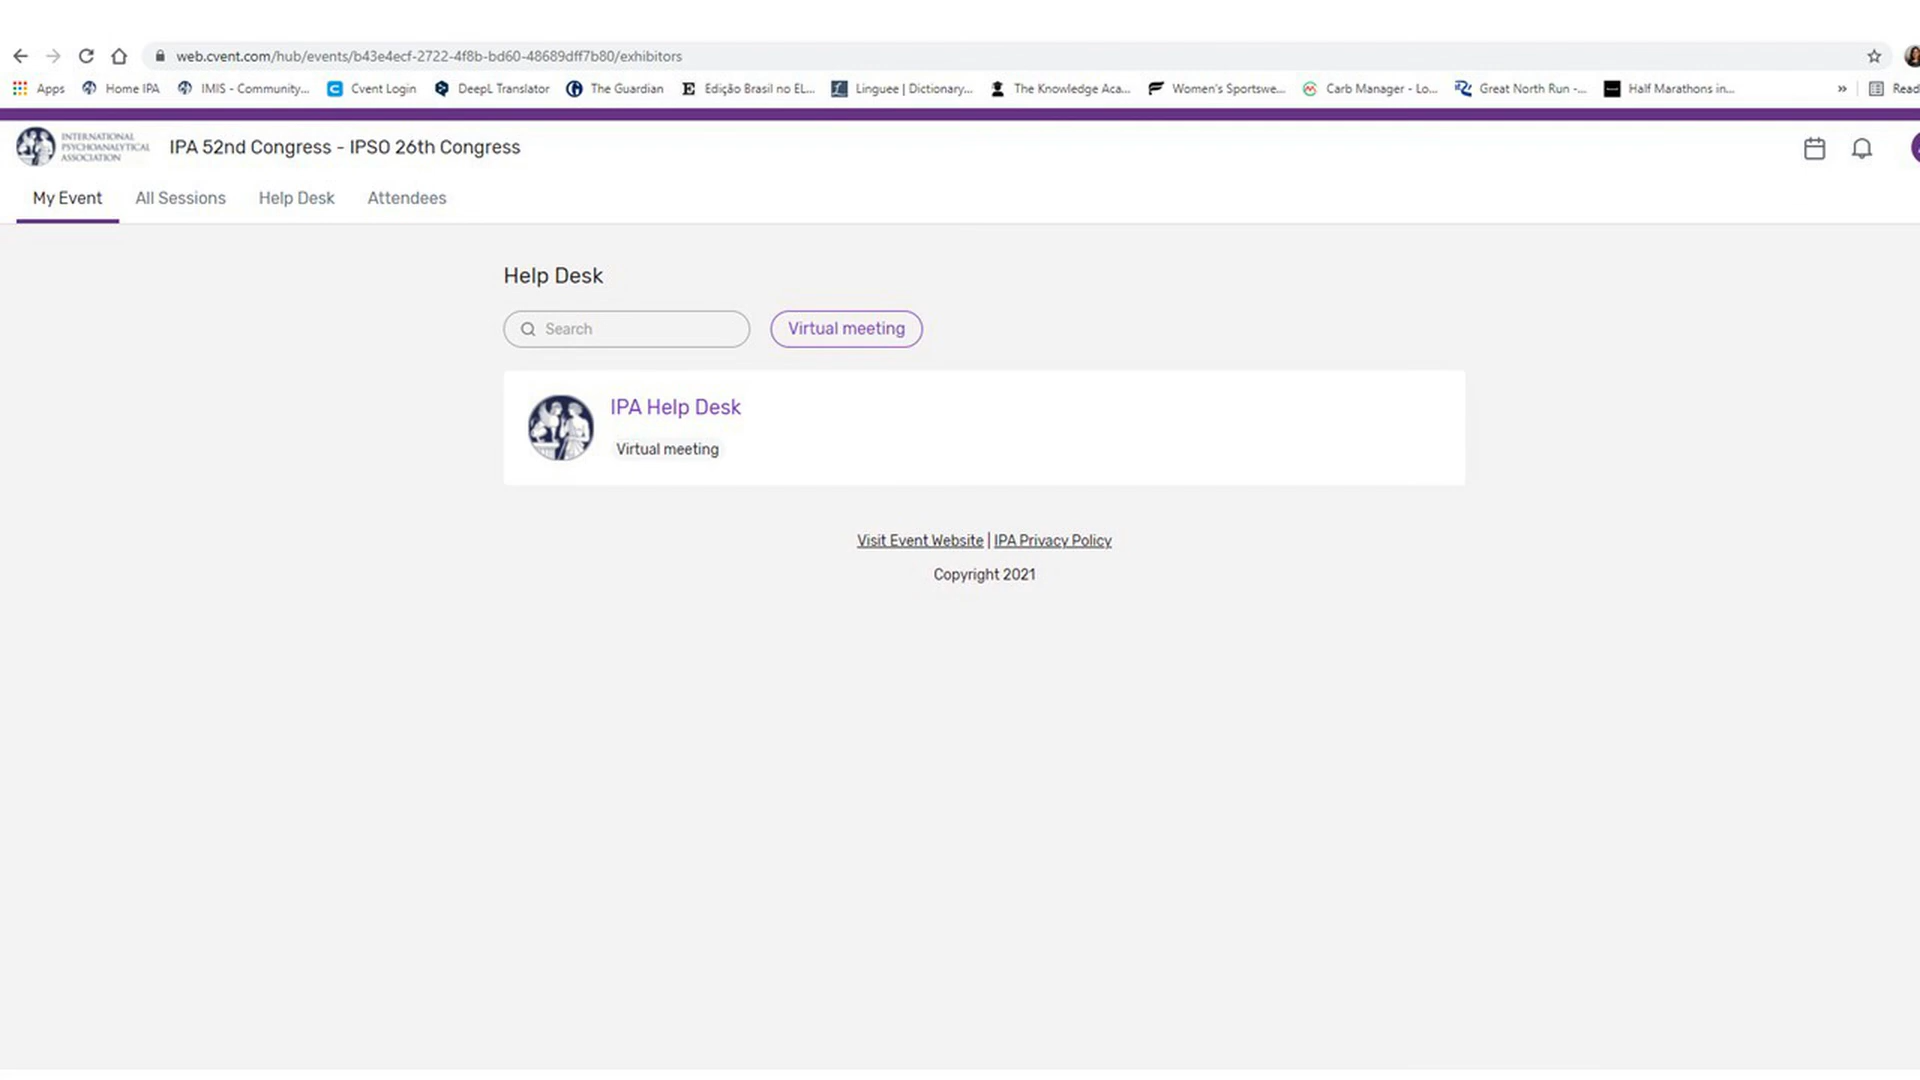 web.cvent.com/hub/events/b43e4ecf-2722-4f8b-bd60-48689dff7b80/exhibitors
Apps Home IPA IMIS - Community... Cvent Login DeepL Translator The Guardian Edição Brasil no EL... Linguee | Dictionary... The Knowledge Aca... Women's Sportswe... Carb Manager - Lo... Great North Run -... Half Marathons in... » Read
INTERNATIONAL
PSYCHOANALYTICAL
ASSOCIATION
IPA 52nd Congress - IPSO 26th Congress
My Event All Sessions Help Desk Attendees
Help Desk
Search Virtual meeting
IPA Help Desk
Virtual meeting
Visit Event Website | IPA Privacy Policy
Copyright 2021